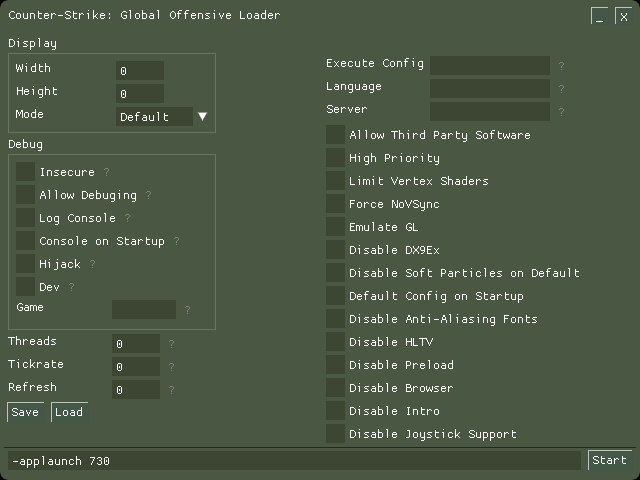 Counter-Strike: Global Offensive Loader
_ x
Display
Width 0
Height 0
Mode Default ▼
Debug
Insecure ?
Allow Debuging ?
Log Console ?
Console on Startup ?
Hijack ?
Dev ?
Game ?
Threads 0 ?
Tickrate 0 ?
Refresh 0 ?
Save Load
Execute Config ?
Language ?
Server ?
Allow Third Party Software
High Priority
Limit Vertex Shaders
Force NoVSync
Emulate GL
Disable DX9Ex
Disable Soft Particles on Default
Default Config on Startup
Disable Anti-Aliasing Fonts
Disable HLTV
Disable Preload
Disable Browser
Disable Intro
Disable Joystick Support
-applaunch 730
Start